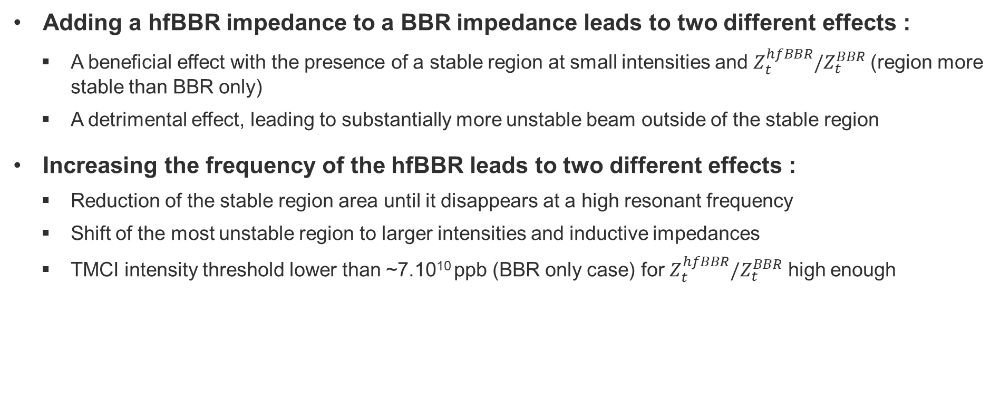 • Adding a hfBBR impedance to a BBR impedance leads to two different effects :
▪ A beneficial effect with the presence of a stable region at small intensities and $Z_t^{hfBBR}/Z_t^{BBR}$ (region more
stable than BBR only)
▪ A detrimental effect, leading to substantially more unstable beam outside of the stable region
• Increasing the frequency of the hfBBR leads to two different effects :
▪ Reduction of the stable region area until it disappears at a high resonant frequency
▪ Shift of the most unstable region to larger intensities and inductive impedances
▪ TMCI intensity threshold lower than ~7.10¹⁰ ppb (BBR only case) for $Z_t^{hfBBR}/Z_t^{BBR}$ high enough